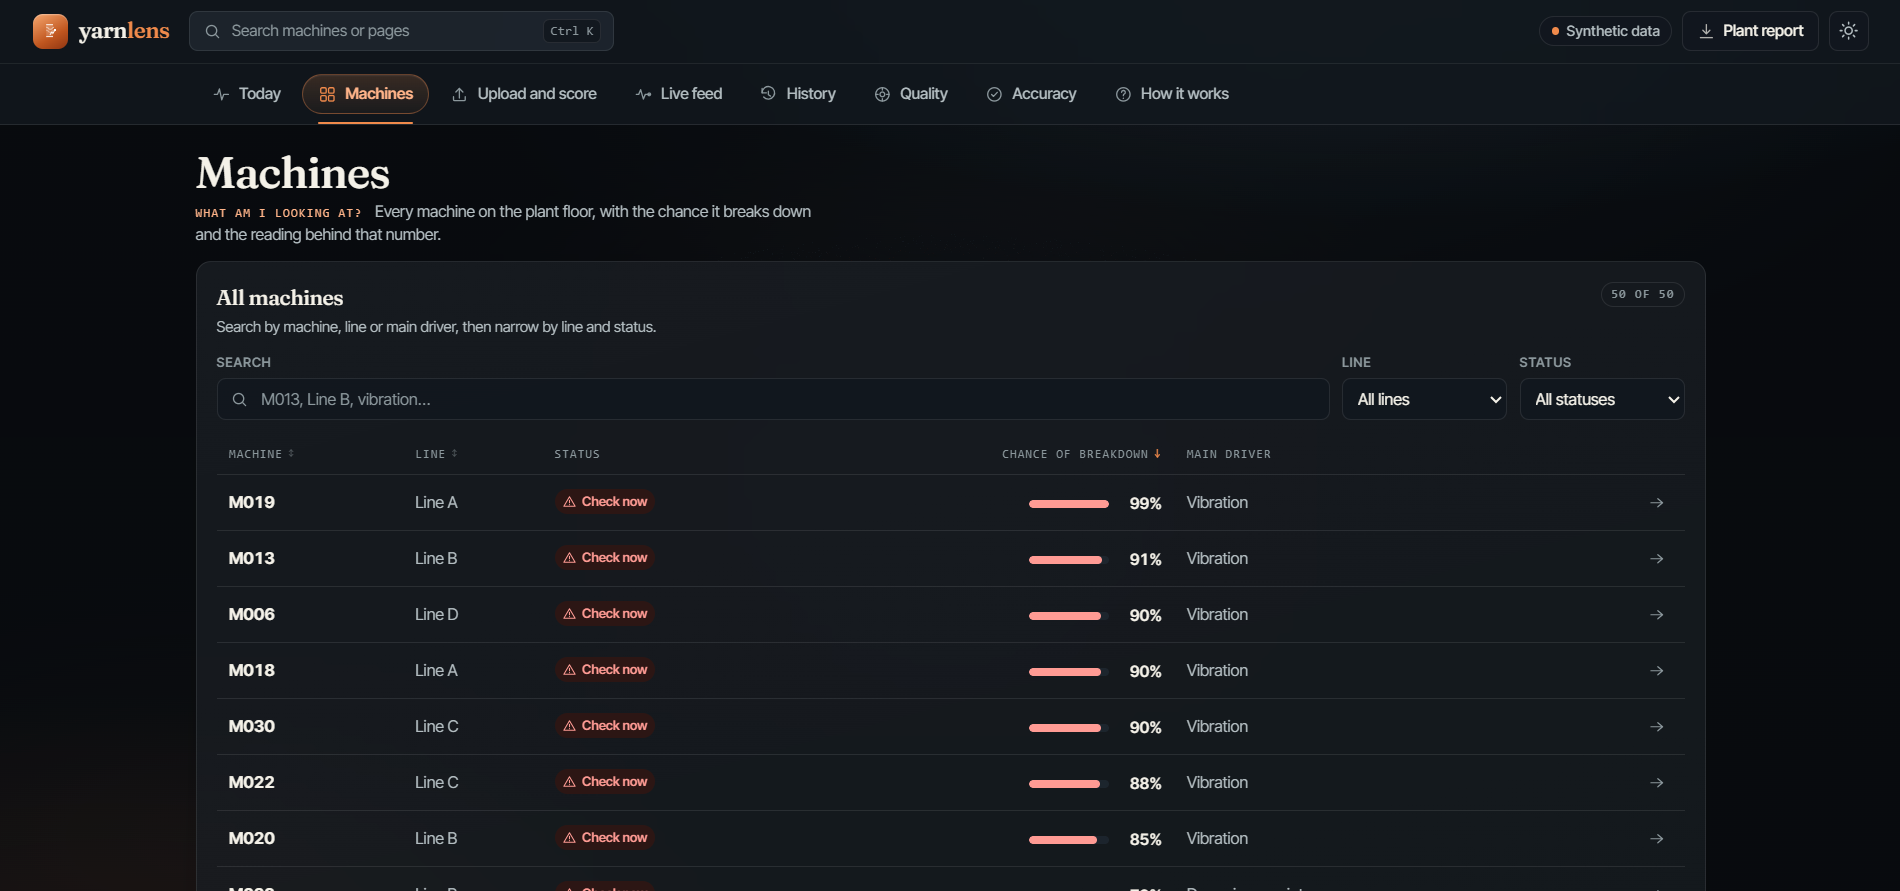 yarnlens
Search machines or pages
Ctrl K
Synthetic data
Plant report
Today
Machines
Upload and score
Live feed
History
Quality
Accuracy
How it works
Machines
WHAT AM I LOOKING AT? Every machine on the plant floor, with the chance it breaks down
and the reading behind that number.
All machines
50 OF 50
Search by machine, line or main driver, then narrow by line and status.
SEARCH
LINE
STATUS
M013, Line B, vibration...
All lines
All statuses
MACHINE LINE STATUS CHANCE OF BREAKDOWN MAIN DRIVER
M019 Line A Check now 99% Vibration
M013 Line B Check now 91% Vibration
M006 Line D Check now 90% Vibration
M018 Line A Check now 90% Vibration
M030 Line C Check now 90% Vibration
M022 Line C Check now 88% Vibration
M020 Line B Check now 85% Vibration